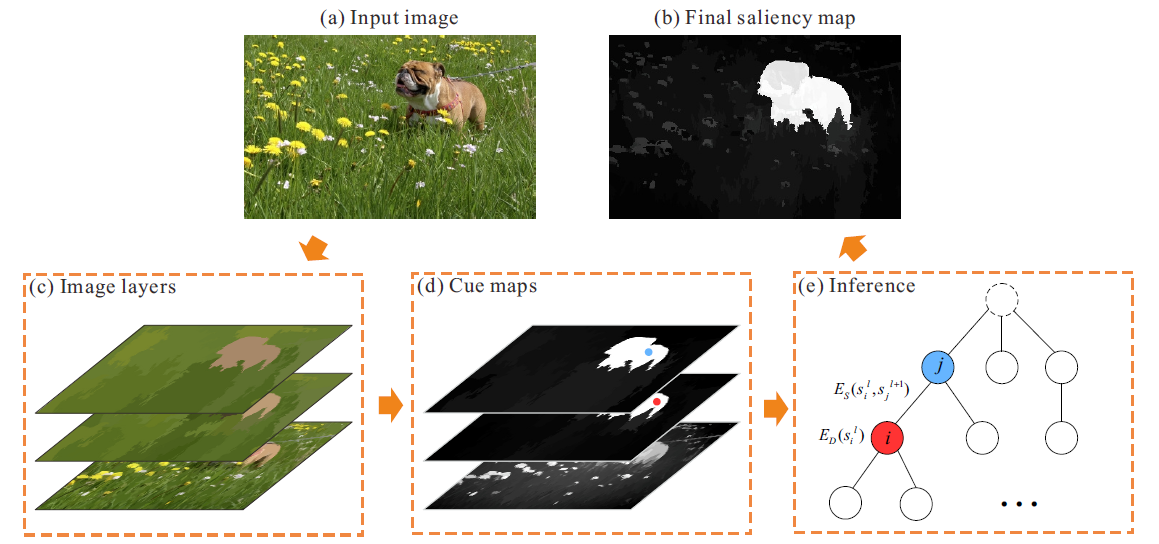 (a) Input image
(b) Final saliency map
(c) Image layers
(d) Cue maps
(e) Inference
j
E_S(s_i^l, s_j^{l+1})
E_D(s_i^l)
i
• • •